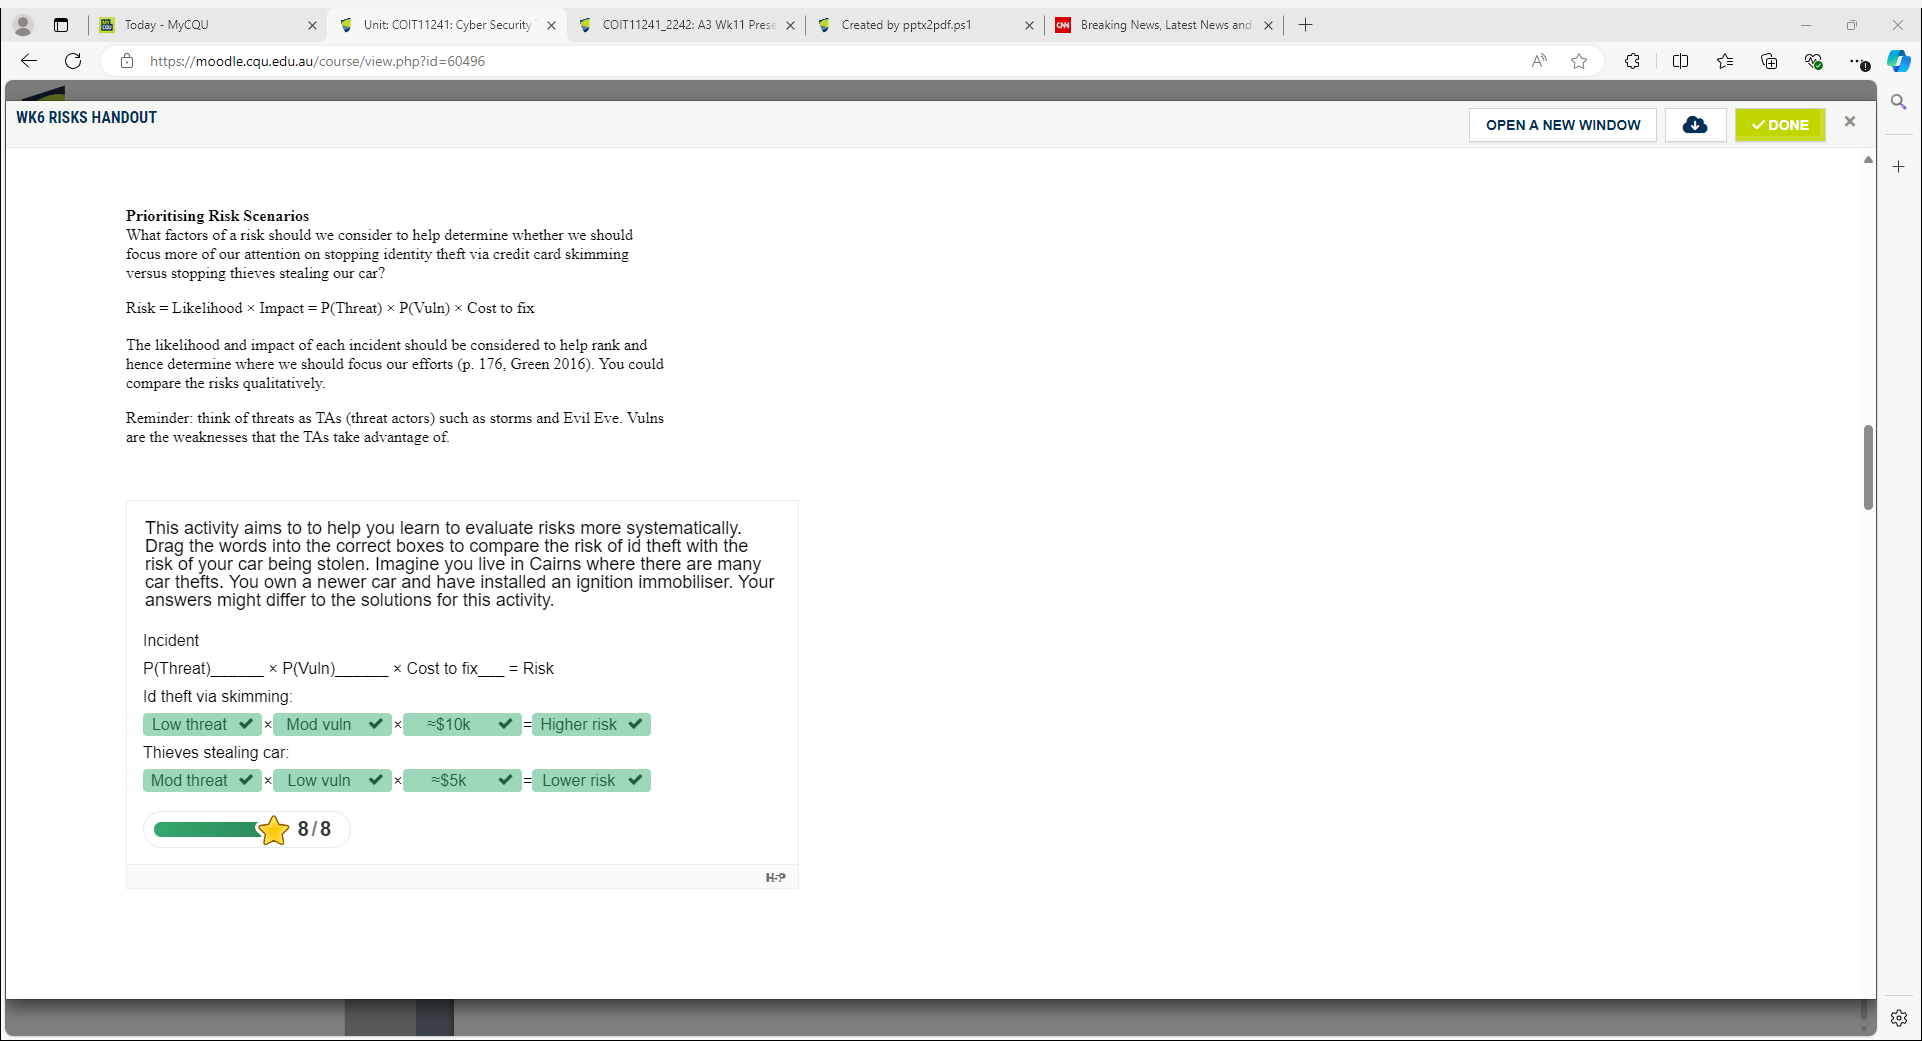 Today - MyCQU
Unit: COIT11241: Cyber Security
COIT11241_2242: A3 Wk11 Prese
Created by pptx2pdf.ps1
CNN
Breaking News, Latest News and
https://moodle.cqu.edu.au/course/view.php?id=60496
WK6 RISKS HANDOUT
OPEN A NEW WINDOW
DONE
Prioritising Risk Scenarios
What factors of a risk should we consider to help determine whether we should
focus more of our attention on stopping identity theft via credit card skimming
versus stopping thieves stealing our car?
Risk = Likelihood × Impact = P(Threat) × P(Vuln) × Cost to fix
The likelihood and impact of each incident should be considered to help rank and
hence determine where we should focus our efforts (p. 176, Green 2016). You could
compare the risks qualitatively.
Reminder: think of threats as TAs (threat actors) such as storms and Evil Eve. Vulns
are the weaknesses that the TAs take advantage of.
This activity aims to to help you learn to evaluate risks more systematically.
Drag the words into the correct boxes to compare the risk of id theft with the
risk of your car being stolen. Imagine you live in Cairns where there are many
car thefts. You own a newer car and have installed an ignition immobiliser. Your
answers might differ to the solutions for this activity.
Incident
P(Threat)______ × P(Vuln)______ × Cost to fix___ = Risk
Id theft via skimming:
Low threat × Mod vuln × ≈$10k = Higher risk
Thieves stealing car:
Mod threat × Low vuln × ≈$5k = Lower risk
8/8
H5P